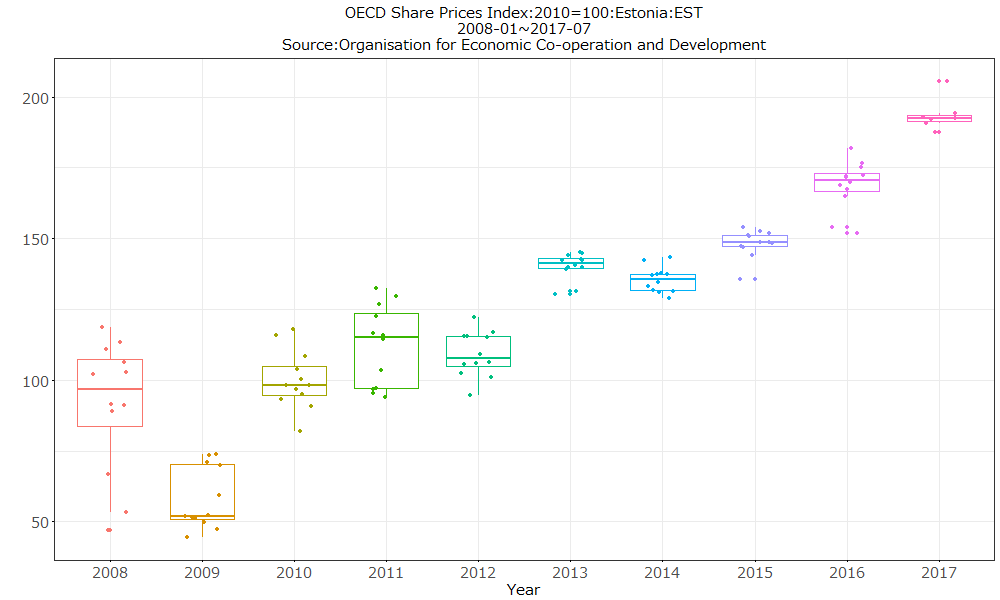 OECD Share Prices Index:2010=100:Estonia:EST
2008-01~2017-07
Source:Organisation for Economic Co-operation and Development
200
150
100
50
2008 2009 2010 2011 2012 2013 2014 2015 2016 2017
Year